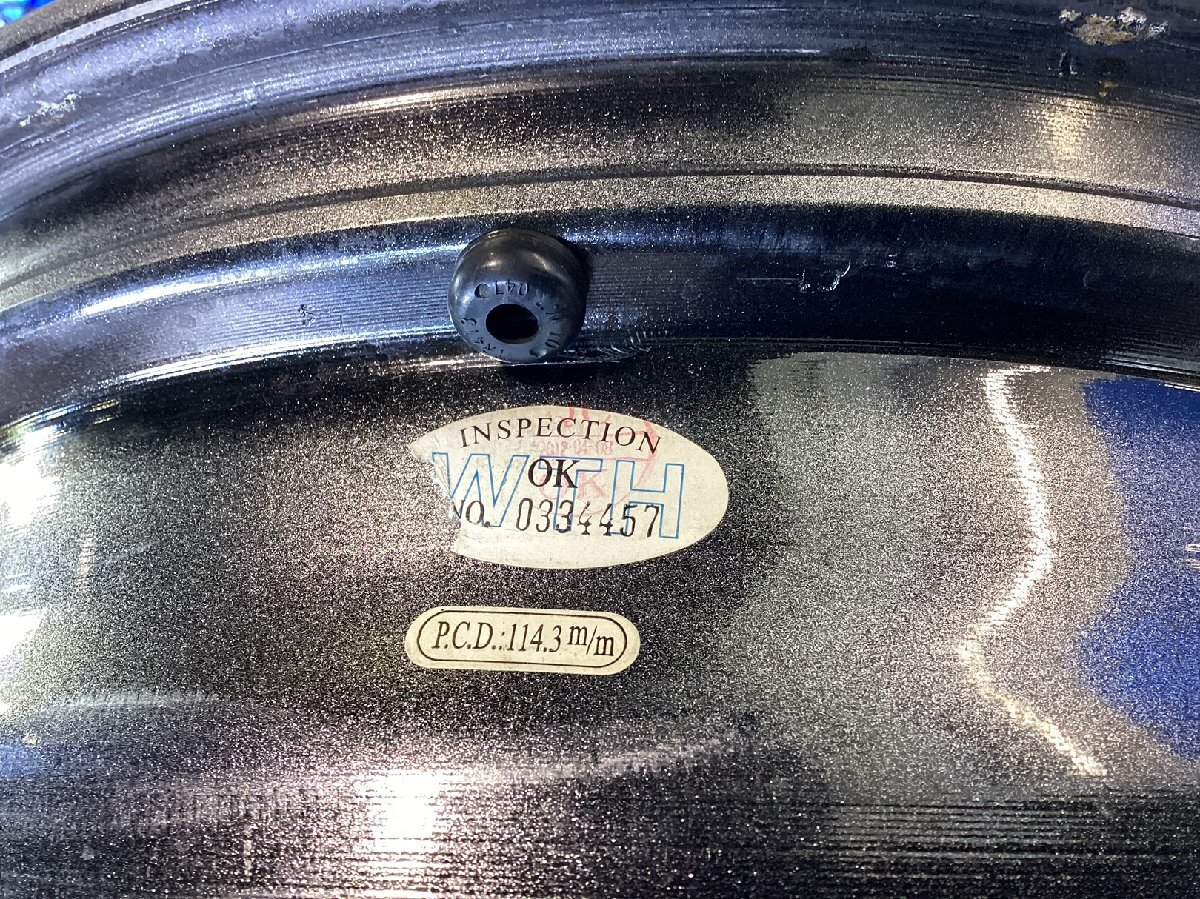 INSPECTION
OK
WTH
NO. 0334457
P.C.D.:114.3 m/m